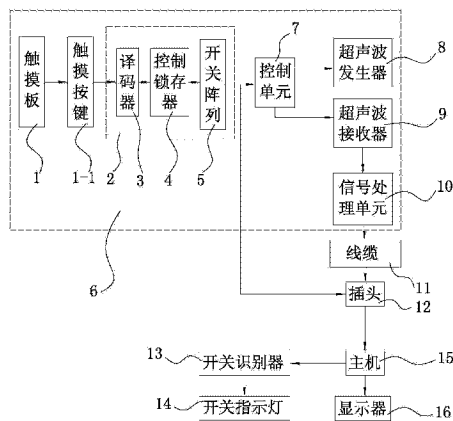 触摸板
1
触摸按键
1-1
译码器
3
控制锁存器
4
开关阵列
5
2
6
7
控制单元
超声波发生器
8
超声波接收器
9
信号处理单元
10
线缆
11
插头
12
13
开关识别器
主机
15
14
开关指示灯
显示器
16